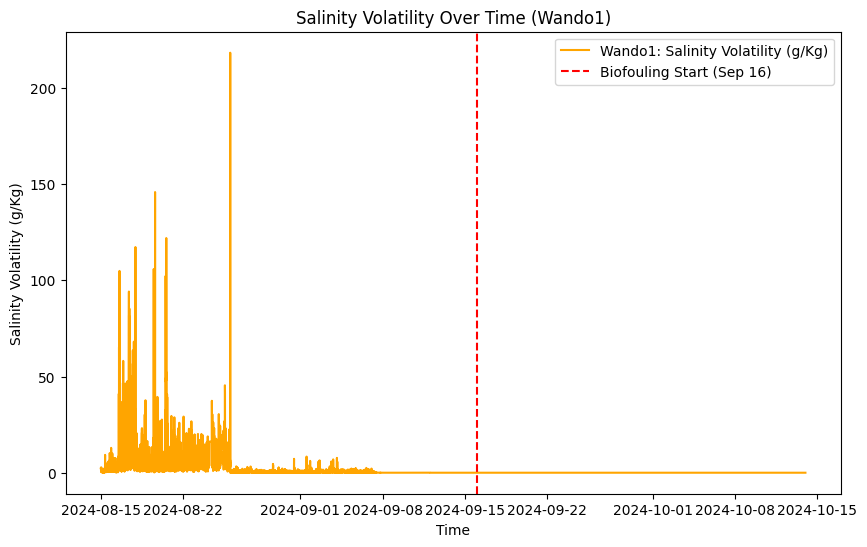 Salinity Volatility Over Time (Wando1)
Wando1: Salinity Volatility (g/Kg)
Biofouling Start (Sep 16)
Salinity Volatility (g/Kg)
200
150
100
50
0
2024-08-15 2024-08-22 2024-09-01 2024-09-08 2024-09-15 2024-09-22 2024-10-01 2024-10-08 2024-10-15
Time